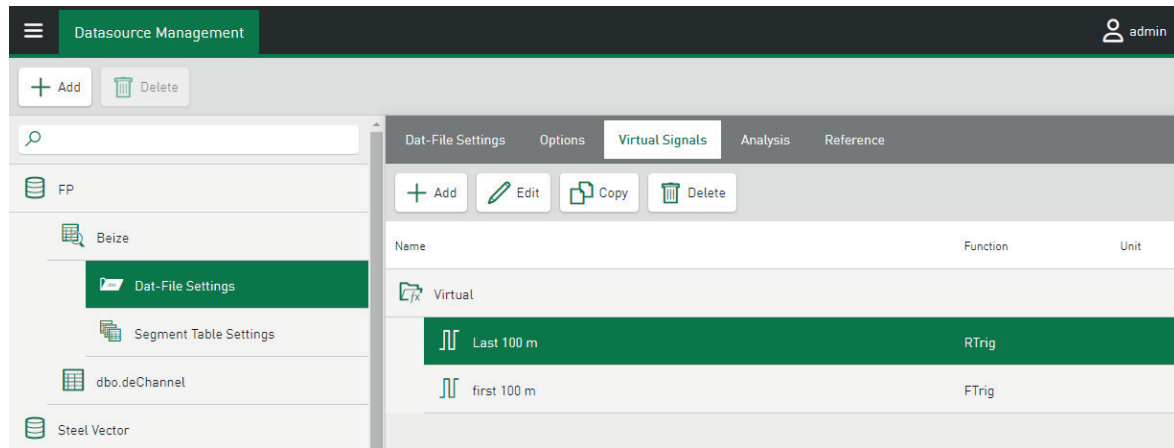 Datasource Management admin
Add Delete
Dat-File Settings Options Virtual Signals Analysis Reference
FP
Add Edit Copy Delete
Beize
Name Function Unit
Dat-File Settings
Virtual
Segment Table Settings
Last 100 m RTrig
dbo.deChannel
first 100 m FTrig
Steel Vector